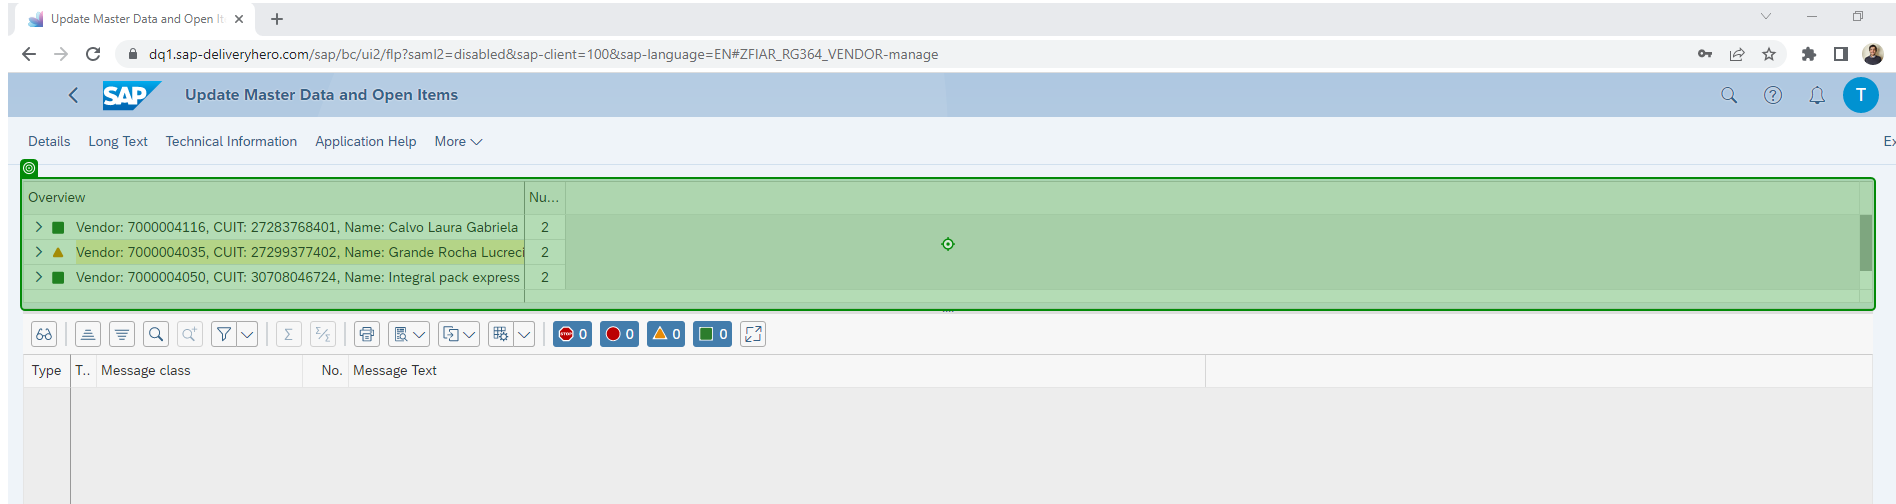 Update Master Data and Open It
dq1.sap-deliveryhero.com/sap/bc/ui2/flp?saml2=disabled&sap-client=100&sap-language=EN#ZFIAR_RG364_VENDOR-manage
SAP Update Master Data and Open Items T
Details Long Text Technical Information Application Help More Ex
Overview Nu...
Vendor: 7000004116, CUIT: 27283768401, Name: Calvo Laura Gabriela 2
Vendor: 7000004035, CUIT: 27299377402, Name: Grande Rocha Lucreci 2
Vendor: 7000004050, CUIT: 30708046724, Name: Integral pack express 2
STOP 0 0 0 0
Type T.. Message class No. Message Text